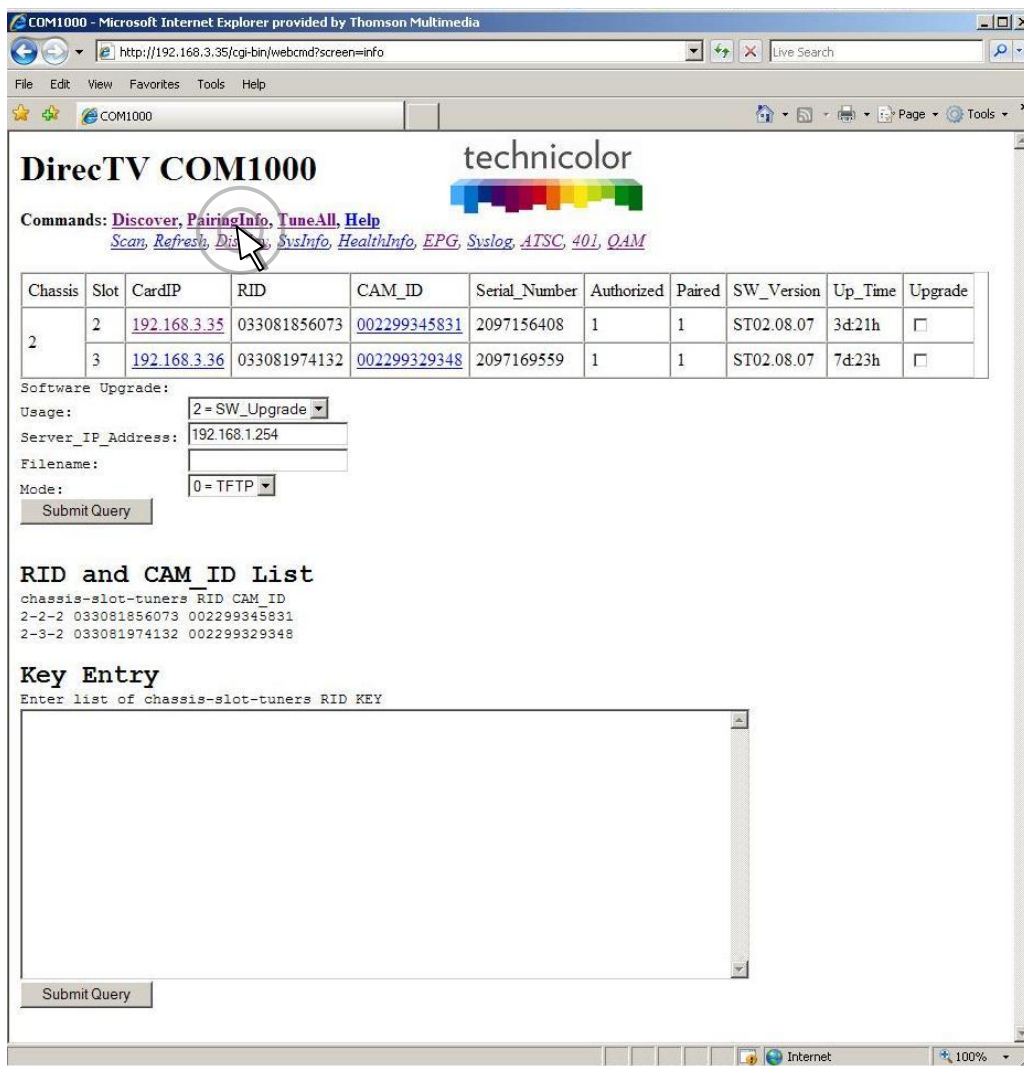 COM1000 - Microsoft Internet Explorer provided by Thomson Multimedia
http://192.168.3.35/cgi-bin/webcmd?screen=info Live Search
File Edit View Favorites Tools Help
COM1000 Page Tools
DirecTV COM1000
technicolor
Commands: Discover, PairingInfo, TuneAll, Help
Scan, Refresh, SysInfo, HealthInfo, EPG, Syslog, ATSC, 401, QAM
Chassis Slot CardIP RID CAM_ID Serial_Number Authorized Paired SW_Version Up_Time Upgrade
2 2 192.168.3.35 033081856073 002299345831 2097156408 1 1 ST02.08.07 3d:21h
3 192.168.3.36 033081974132 002299329348 2097169559 1 1 ST02.08.07 7d:23h
Software Upgrade:
Usage: 2 = SW_Upgrade
Server_IP_Address: 192.168.1.254
Filename:
Mode: 0 = TFTP
Submit Query
RID and CAM_ID List
chassis-slot-tuners RID CAM_ID
2-2-2 033081856073 002299345831
2-3-2 033081974132 002299329348
Key Entry
Enter list of chassis-slot-tuners RID KEY
Submit Query
Internet 100%